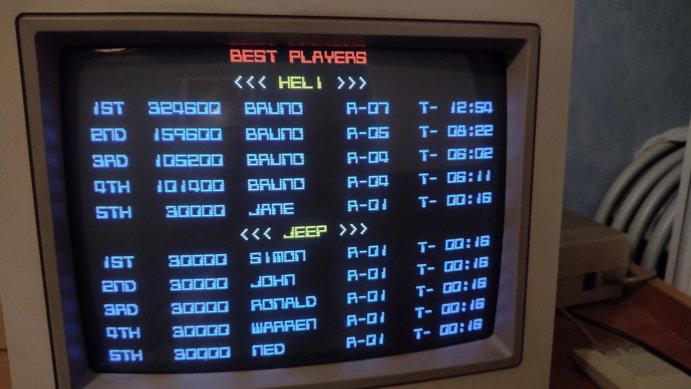 BEST PLAYERS
<<< HELI >>>
1ST 324600 BRUNO R-07 T- 12:54
2ND 159600 BRUNO R-05 T- 08:22
3RD 105200 BRUNO R-04 T- 06:02
4TH 101400 BRUNO R-04 T- 06:11
5TH 30000 JANE R-01 T- 00:16
<<< JEEP >>>
1ST 30000 SIMON R-01 T- 00:16
2ND 30000 JOHN R-01 T- 00:16
3RD 30000 RONALD R-01 T- 00:16
4TH 30000 WARREN R-01 T- 00:16
5TH 30000 NED R-01 T- 00:16